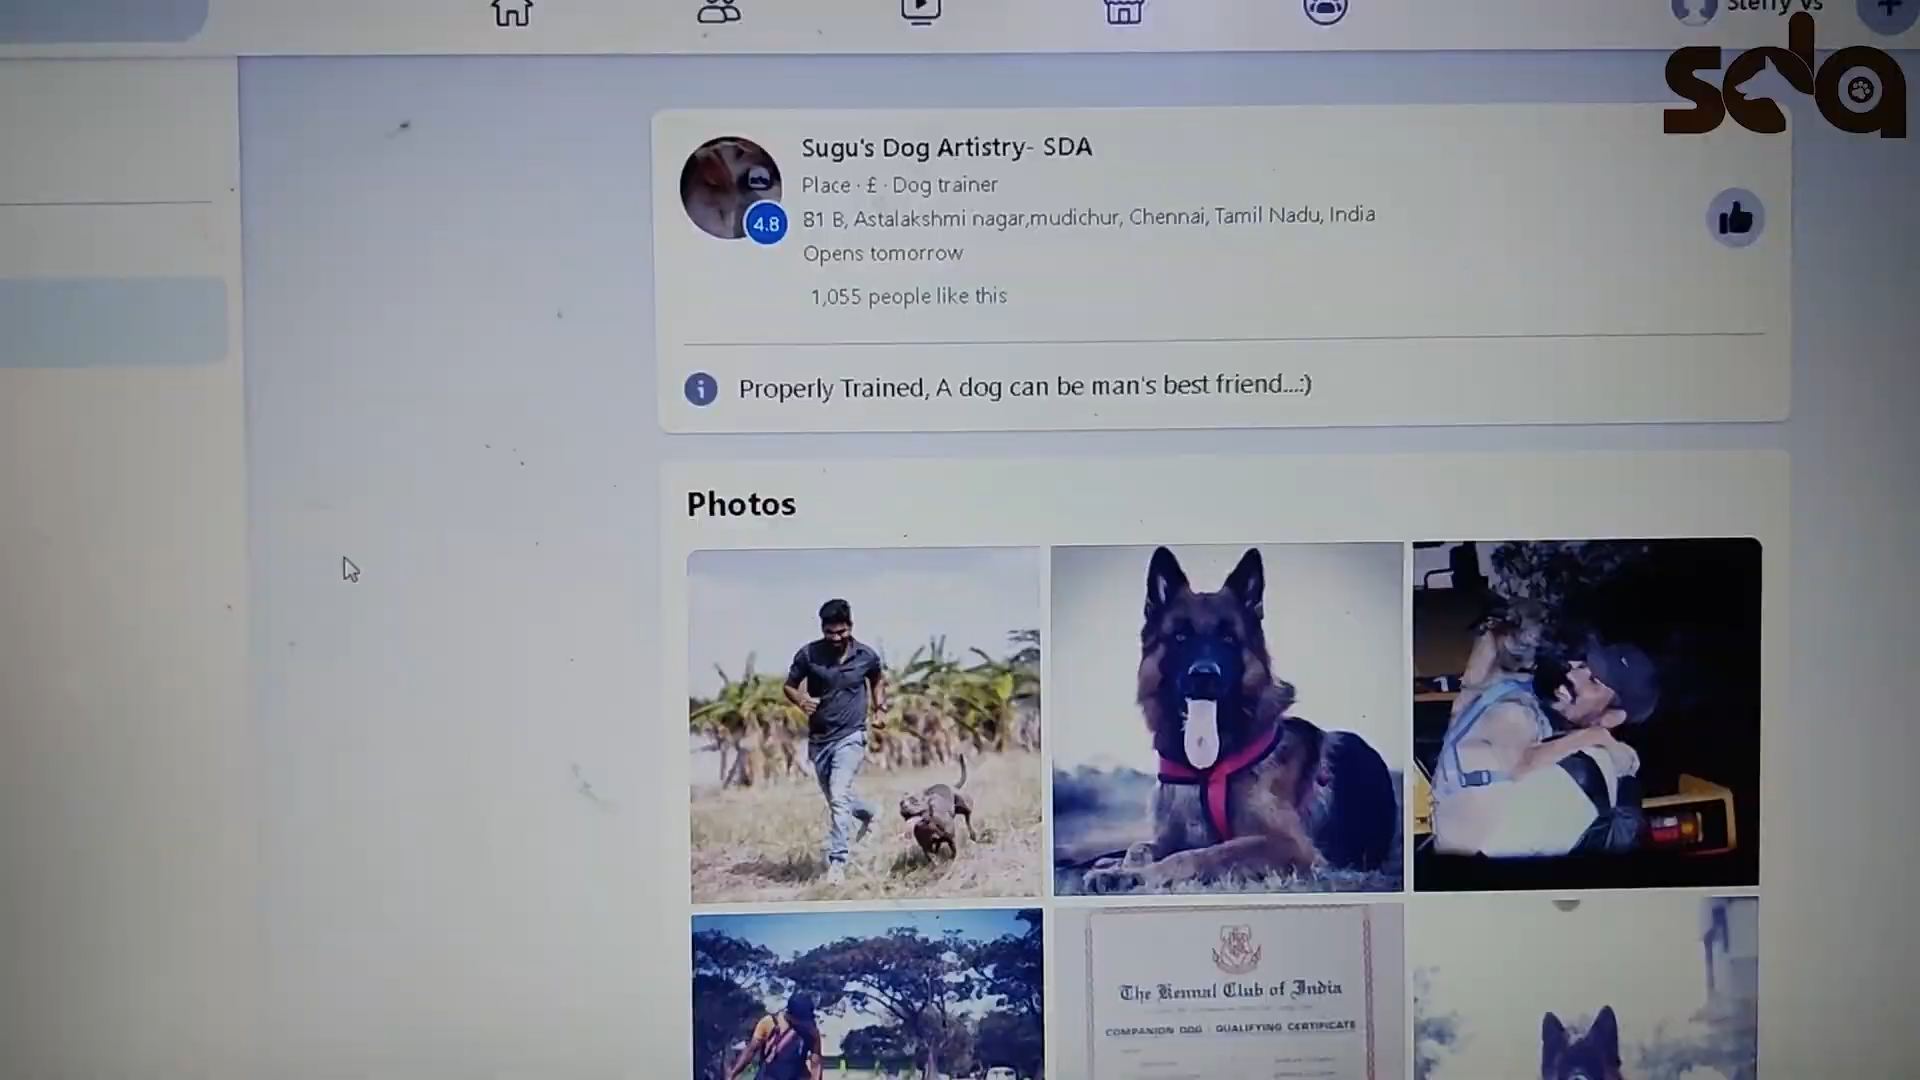 Steffy Vs
sda
Sugu's Dog Artistry- SDA
Place · £ · Dog trainer
4.8
81 B, Astalakshmi nagar,mudichur, Chennai, Tamil Nadu, India
Opens tomorrow
1,055 people like this
Properly Trained, A dog can be man's best friend...:)
Photos
The Kennal Club of India
COMPANION DOG : QUALIFYING CERTIFICATE